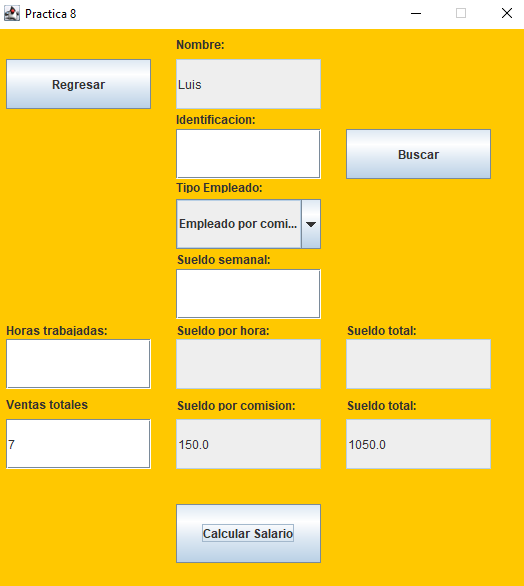 Practica 8
Nombre:
Regresar
Luis
Identificacion:
Buscar
Tipo Empleado:
Empleado por comi...
Sueldo semanal:
Horas trabajadas:
Sueldo por hora:
Sueldo total:
Ventas totales
Sueldo por comision:
Sueldo total:
7
150.0
1050.0
Calcular Salario